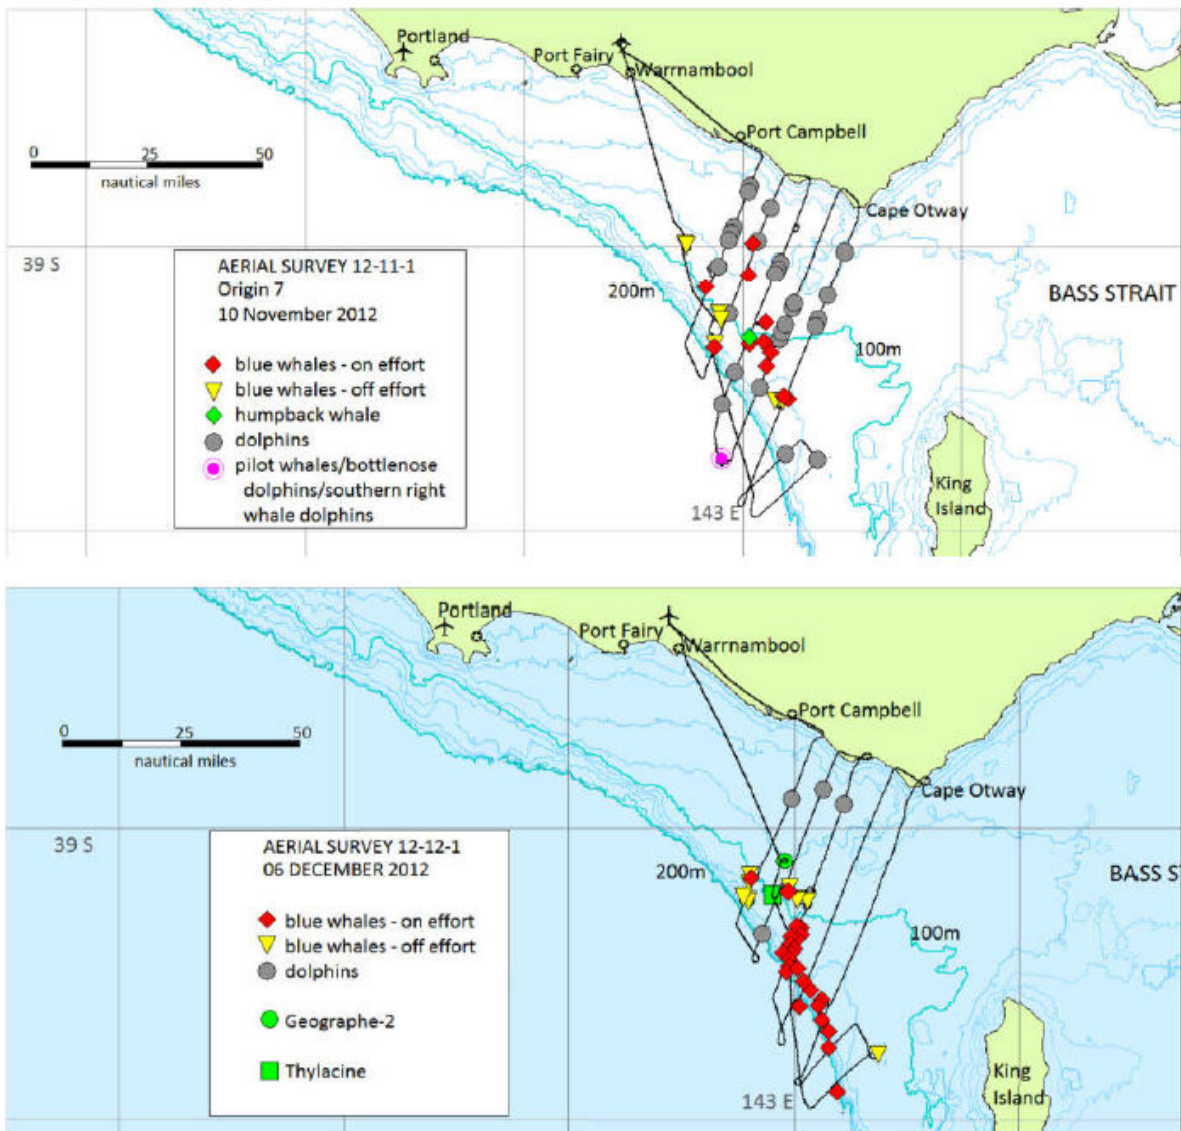 Portland
Port Fairy
Warrnambool
Port Campbell
0 25 50
nautical miles
Cape Otway
39 S
AERIAL SURVEY 12-11-1
Origin 7
10 November 2012
200m
BASS STRAIT
100m
blue whales - on effort
blue whales - off effort
humpback whale
dolphins
pilot whales/bottlenose
dolphins/southern right
whale dolphins
King
Island
143 E
Portland
Port Fairy
Warrnambool
Port Campbell
0 25 50
nautical miles
Cape Otway
39 S
AERIAL SURVEY 12-12-1
06 DECEMBER 2012
200m
BASS ST
100m
blue whales - on effort
blue whales - off effort
dolphins
Geographe-2
Thylacine
King
Island
143 E